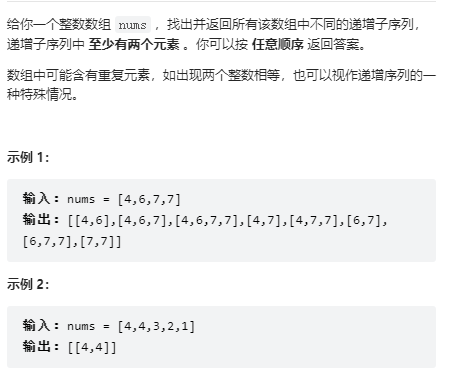 给你一个整数数组 nums ，找出并返回所有该数组中不同的递增子序列，
递增子序列中 至少有两个元素 。你可以按 任意顺序 返回答案。
数组中可能含有重复元素，如出现两个整数相等，也可以视作递增序列的一
种特殊情况。
示例 1：
输入：nums = [4,6,7,7]
输出：[[4,6],[4,6,7],[4,6,7,7],[4,7],[4,7,7],[6,7],
[6,7,7],[7,7]]
示例 2：
输入：nums = [4,4,3,2,1]
输出：[[4,4]]